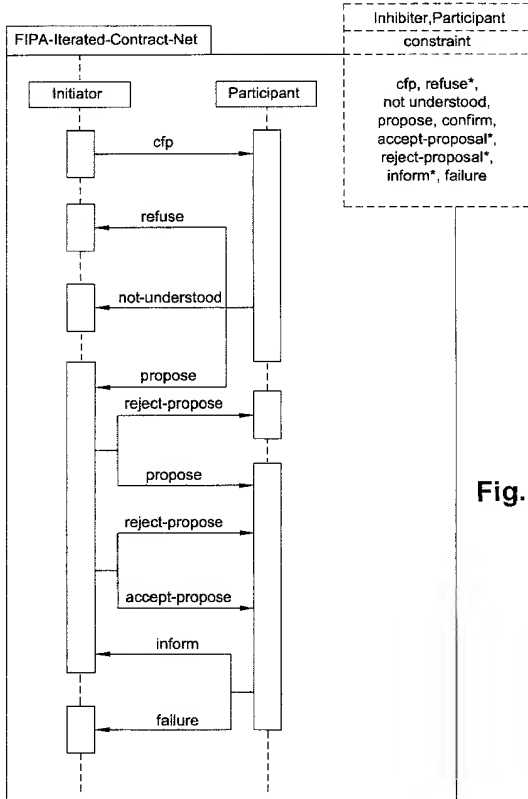 FIPA-Iterated-Contract-Net
Inhibiter,Participant
constraint
cfp, refuse*,
not understood,
propose, confirm,
accept-proposal*,
reject-proposal*,
inform*, failure
Initiator
Participant
cfp
refuse
not-understood
propose
reject-propose
propose
reject-propose
accept-propose
inform
failure
Fig.